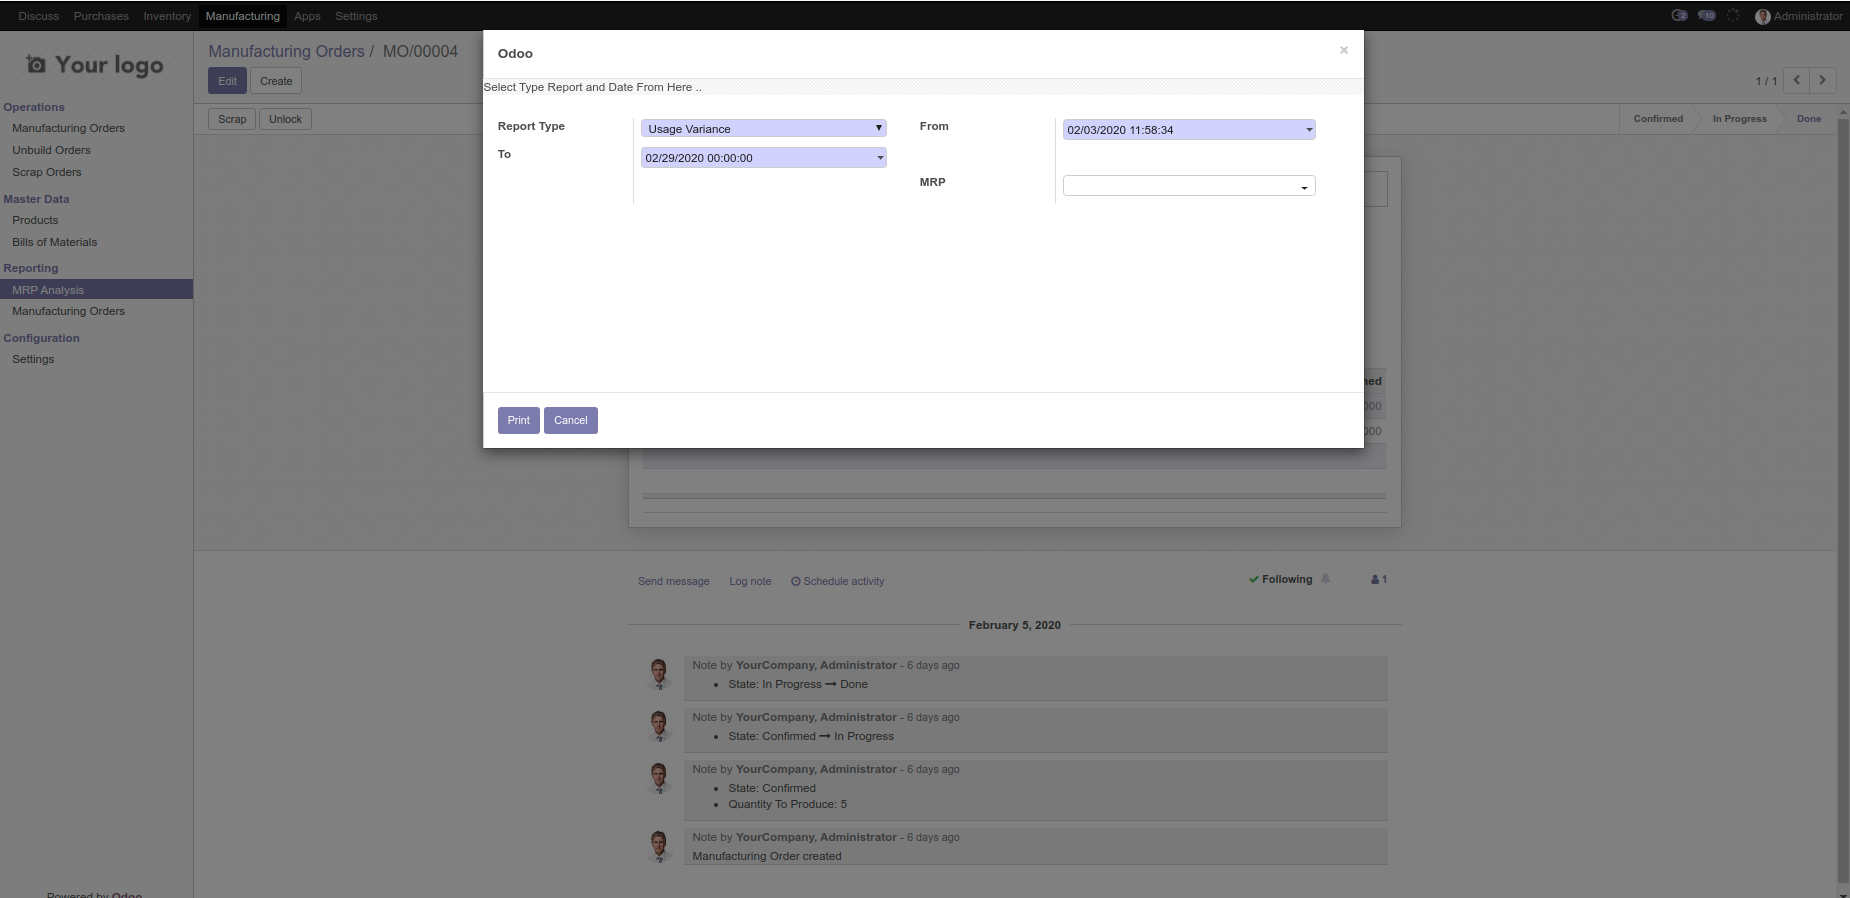 Discuss Purchases Inventory Manufacturing Apps Settings
2 10 Administrator
Your logo
Manufacturing Orders / MO/00004
Edit Create
1 / 1
Scrap Unlock
Confirmed In Progress Done
Operations
Manufacturing Orders
Unbuild Orders
Scrap Orders
Master Data
Products
Bills of Materials
Reporting
MRP Analysis
Manufacturing Orders
Configuration
Settings
Powered by Odoo
Odoo ×
Select Type Report and Date From Here ..
Report Type Usage Variance From 02/03/2020 11:58:34
To 02/29/2020 00:00:00
MRP
Print Cancel
000
000
Send message Log note Schedule activity Following 1
February 5, 2020
Note by YourCompany, Administrator - 6 days ago
• State: In Progress → Done
Note by YourCompany, Administrator - 6 days ago
• State: Confirmed → In Progress
Note by YourCompany, Administrator - 6 days ago
• State: Confirmed
• Quantity To Produce: 5
Note by YourCompany, Administrator - 6 days ago
Manufacturing Order created